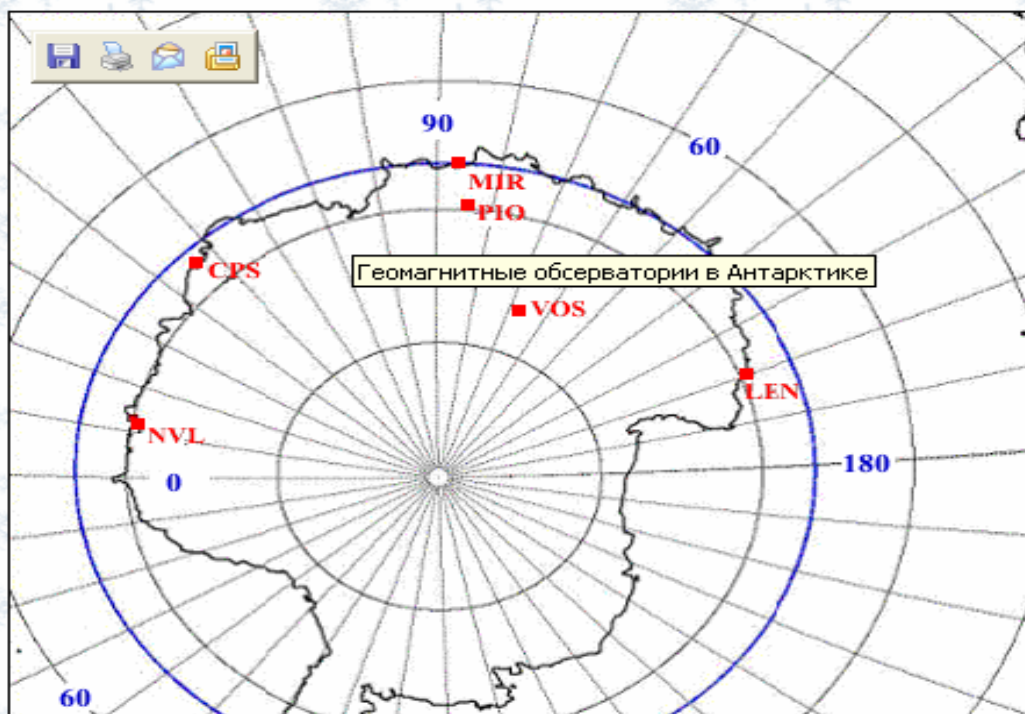 90
60
MIR
PIO
CPS
Геомагнитные обсерватории в Антарктике
VOS
LEN
NVL
180
0
60